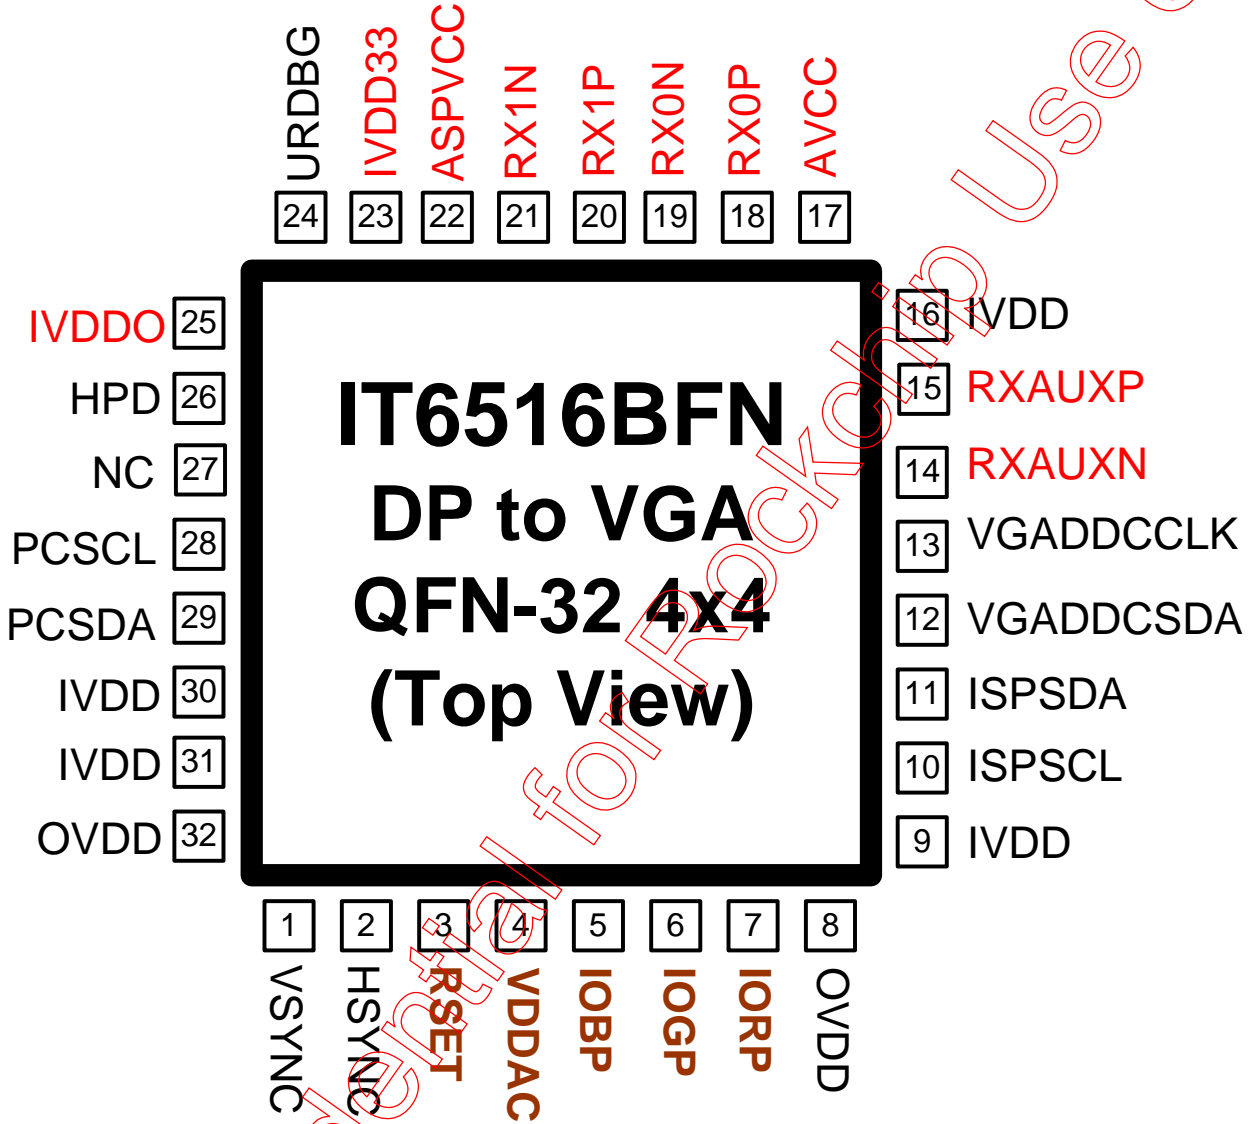 URDBG
IVDD33
ASPVCC
RX1N
RX1P
RX0N
RX0P
AVCC
24
23
22
21
20
19
18
17
IVDDO 25
HPD 26
NC 27
PCSCL 28
PCSDA 29
IVDD 30
IVDD 31
OVDD 32
IT6516BFN
DP to VGA
QFN-32 4x4
(Top View)
16 IVDD
15 RXAUXP
14 RXAUXN
13 VGADDCCLK
12 VGADDCSDA
11 ISPSDA
10 ISPSCL
9 IVDD
1
2
3
4
5
6
7
8
VSYNC
HSYNC
RSET
VDDAC
IOBP
IOGP
IORP
OVDD
for Rockchip Use